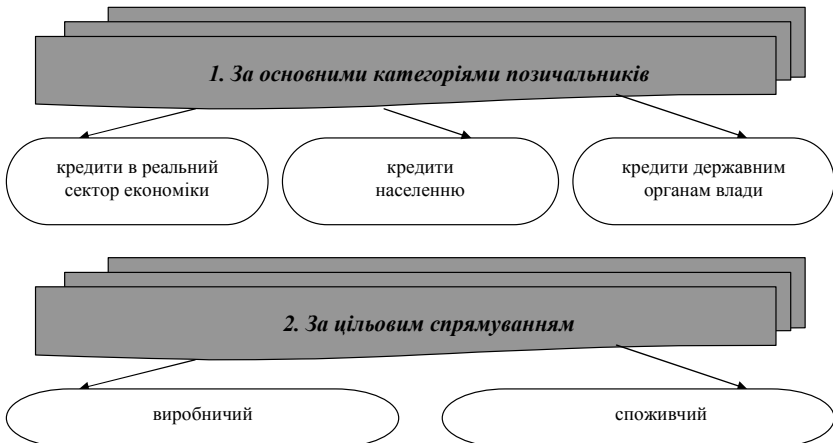 1. За основними категоріями позичальників
кредити в реальний
сектор економіки
кредити
населенню
кредити державним
органам влади
2. За цільовим спрямуванням
виробничий
споживчий